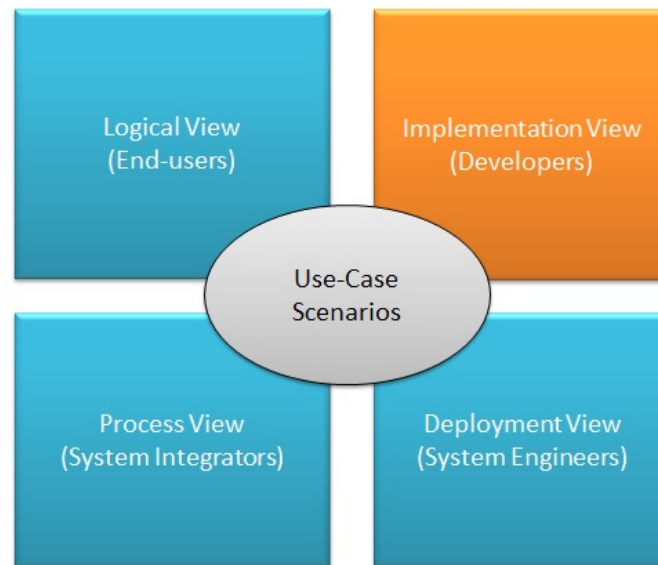 Logical View
(End-users)
Implementation View
(Developers)
Use-Case
Scenarios
Process View
(System Integrators)
Deployment View
(System Engineers)